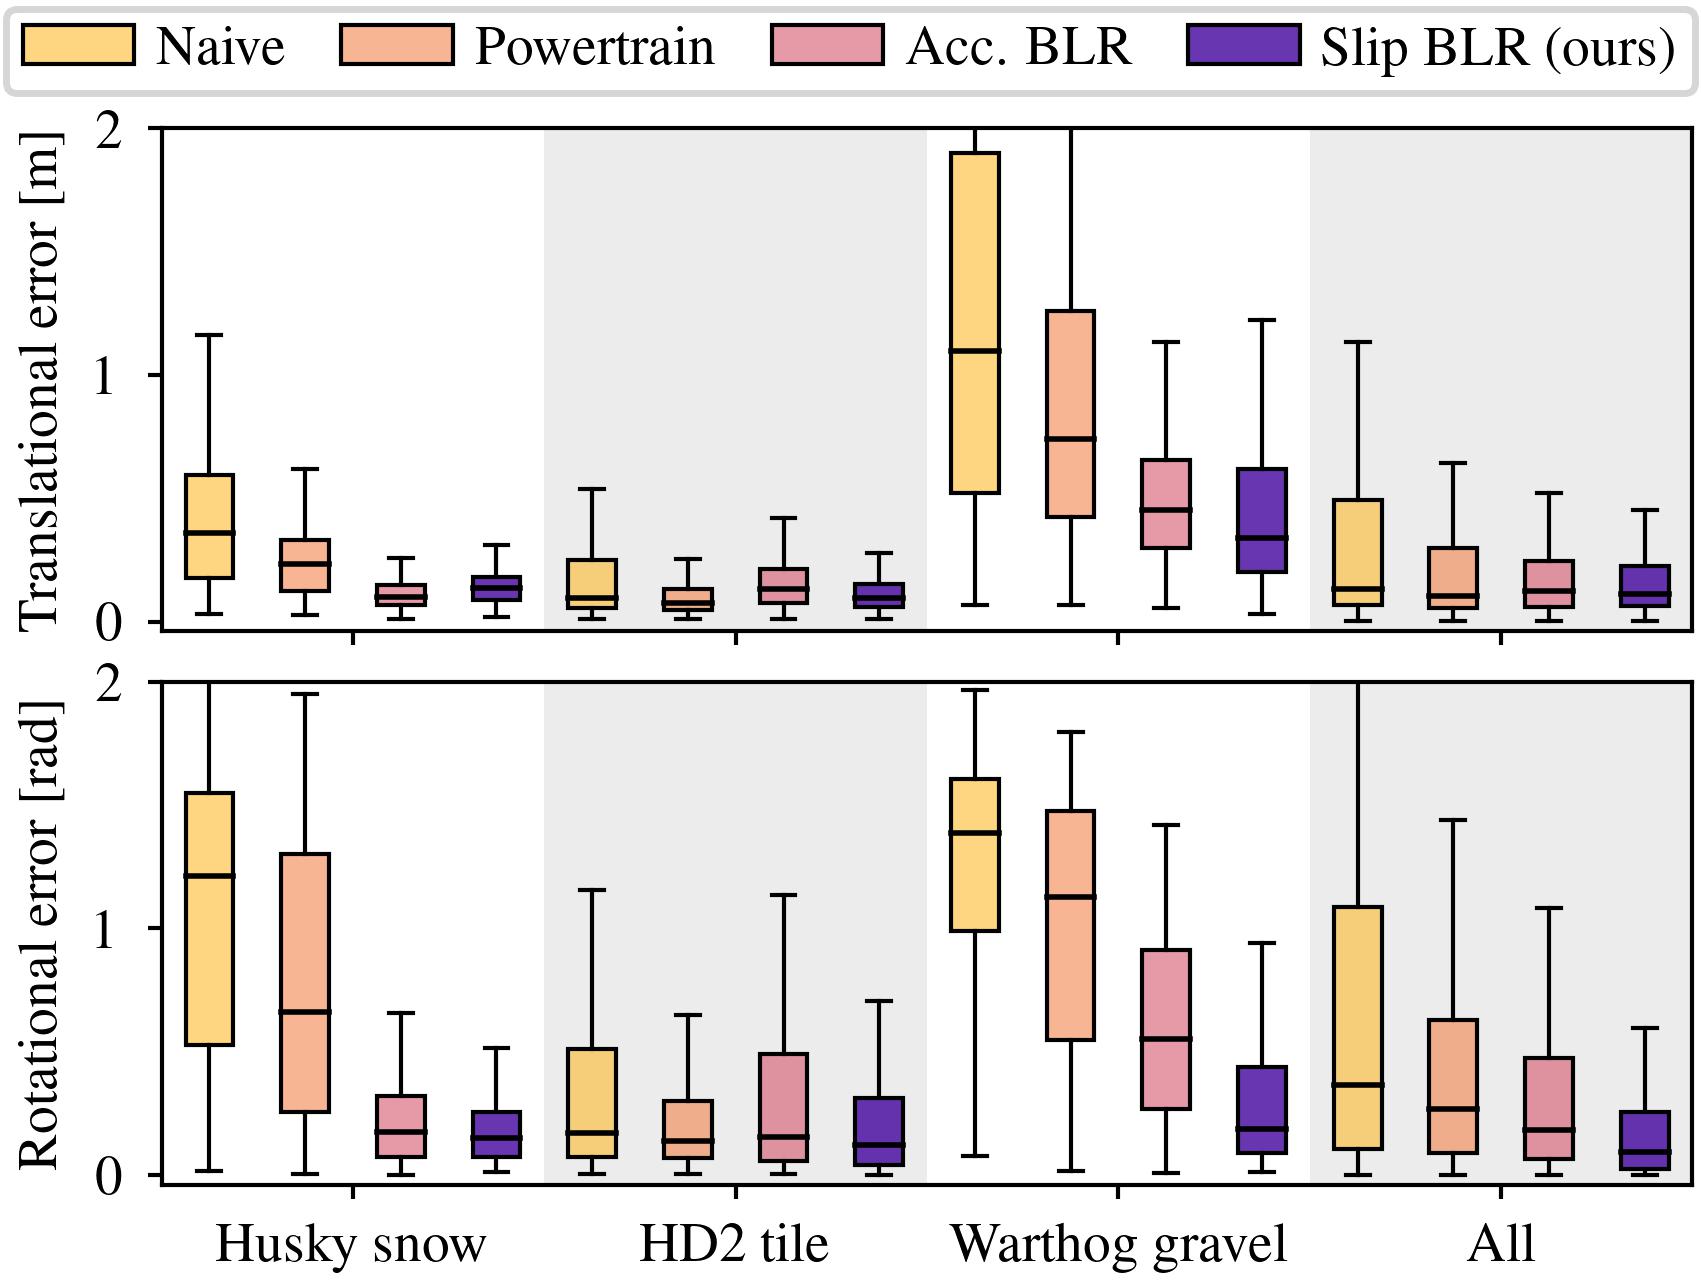 Naive Powertrain Acc. BLR Slip BLR (ours)
Translational error [m]
2
1
0
Rotational error [rad]
2
1
0
Husky snow HD2 tile Warthog gravel All